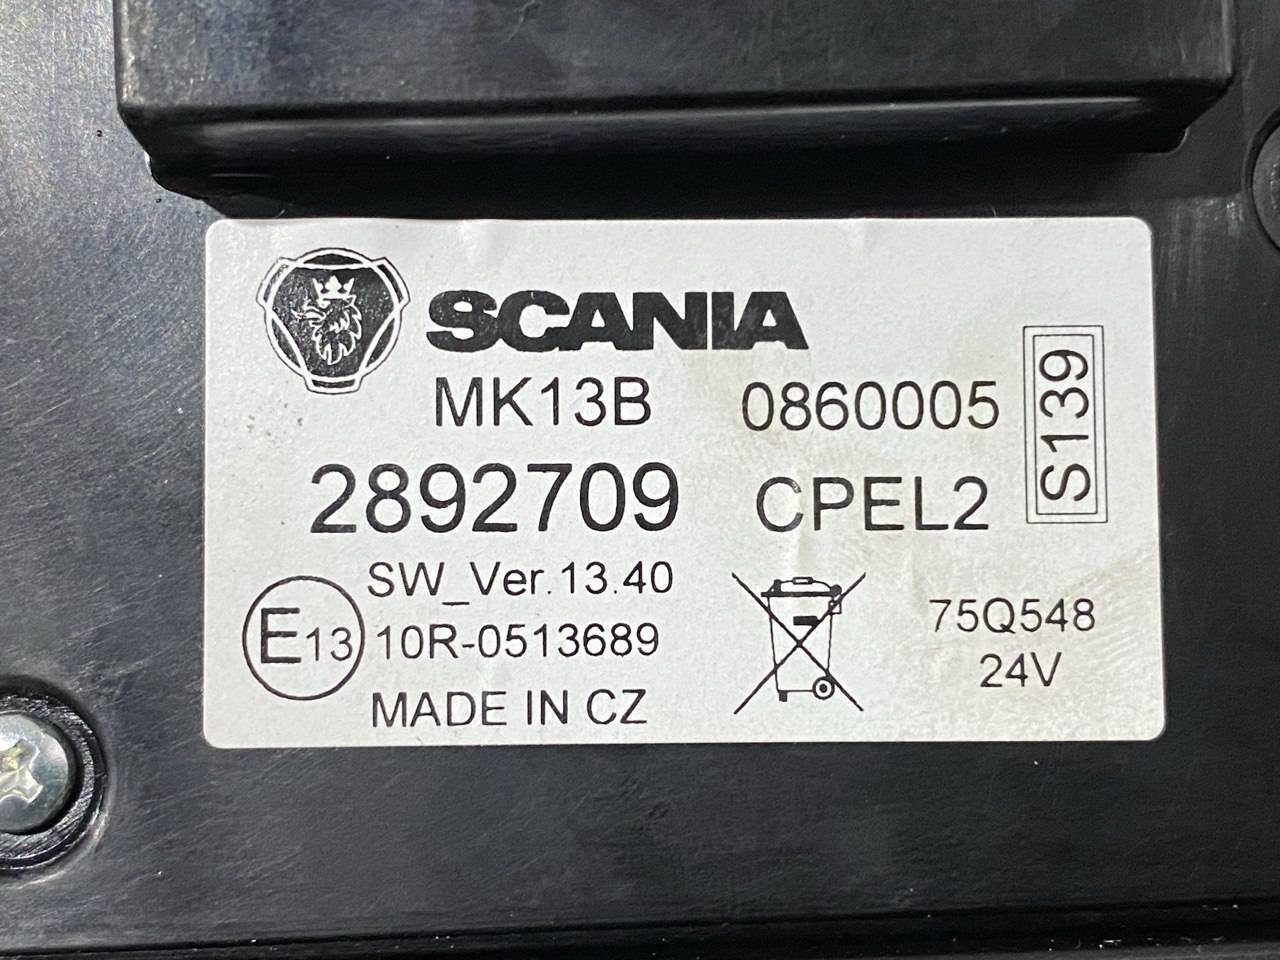 SCANIA
MK13B 0860005
S139
2892709 CPEL2
SW_Ver.13.40
E13 10R-0513689
75Q548
24V
MADE IN CZ